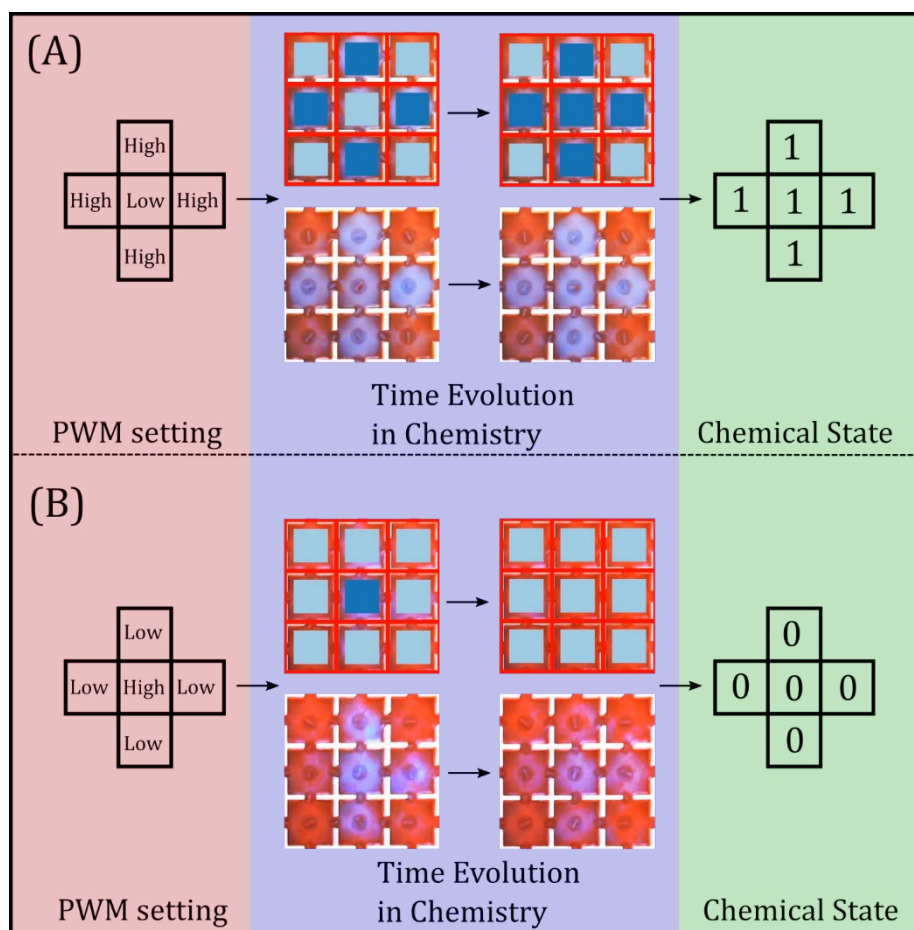 (A)
High
High Low High
High
1
1 1 1
1
Time Evolution
in Chemistry
PWM setting
Chemical State
(B)
Low
Low High Low
Low
0
0 0 0
0
Time Evolution
in Chemistry
PWM setting
Chemical State